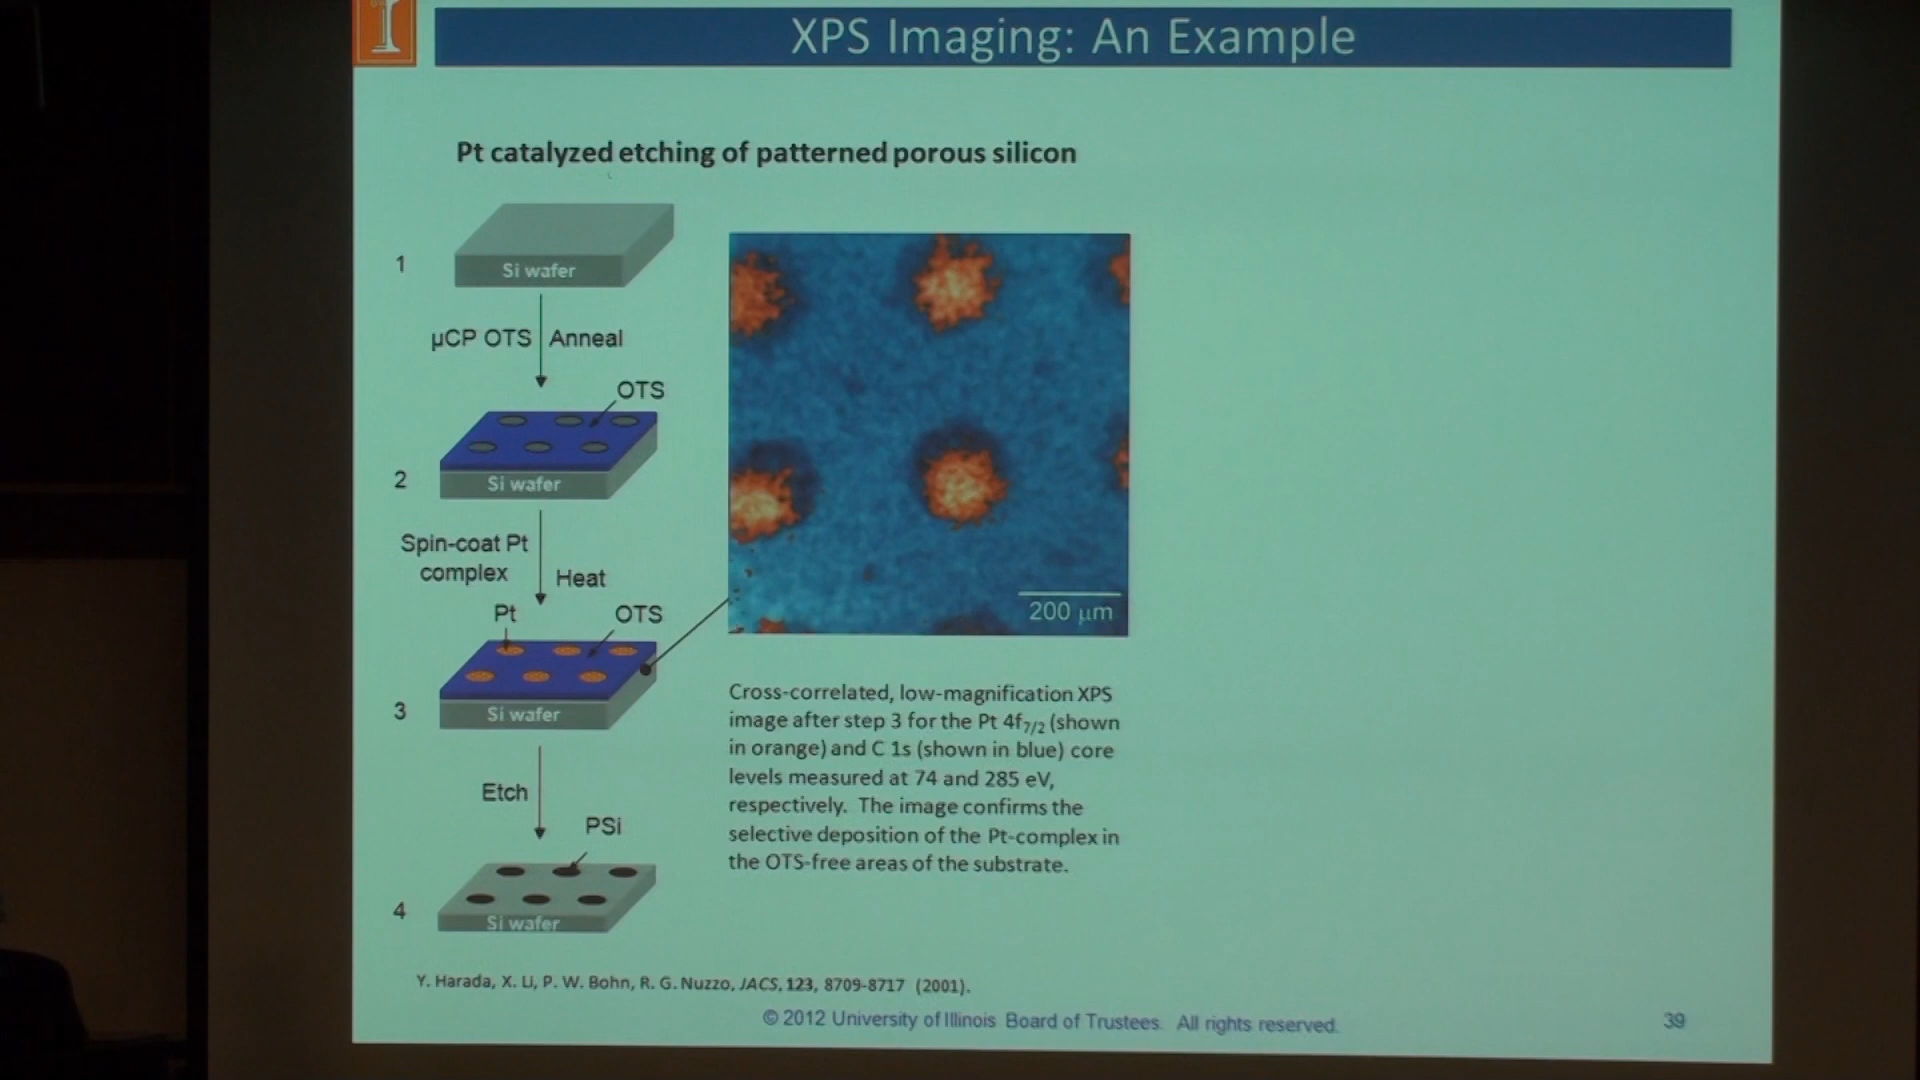 XPS Imaging: An Example
Pt catalyzed etching of patterned porous silicon
1
Si wafer
µCP OTS
Anneal
OTS
2
Si wafer
Spin-coat Pt
complex
Heat
Pt
OTS
3
Si wafer
Etch
PSi
4
Si wafer
200 µm
Cross-correlated, low-magnification XPS
image after step 3 for the Pt 4f7/2 (shown
in orange) and C 1s (shown in blue) core
levels measured at 74 and 285 eV,
respectively. The image confirms the
selective deposition of the Pt-complex in
the OTS-free areas of the substrate.
Y. Harada, X. Li, P. W. Bohn, R. G. Nuzzo, JACS, 123, 8709-8717 (2001).
© 2012 University of Illinois Board of Trustees. All rights reserved.
39